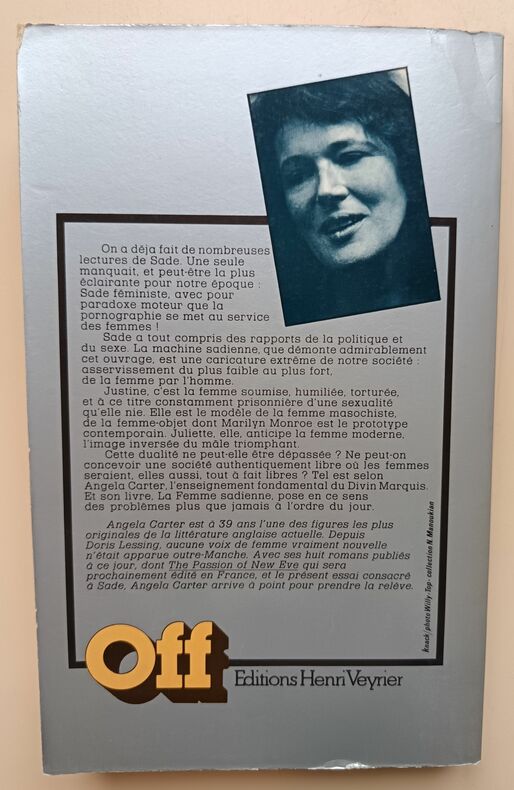 On a déja fait de nombreuses
lectures de Sade. Une seule
manquait, et peut-être la plus
éclairante pour notre époque :
Sade féministe, avec pour
paradoxe moteur que la
pornographie se met au service
des femmes !
Sade a tout compris des rapports de la politique et
du sexe. La machine sadienne, que démonte admirablement
cet ouvrage, est une caricature extrême de notre société :
asservissement du plus faible au plus fort,
de la femme par l'homme.
Justine, c'est la femme soumise, humiliée, torturée,
et à ce titre constamment prisonnière d'une sexualité
qu'elle nie. Elle est le modèle de la femme masochiste,
de la femme-objet dont Marilyn Monroe est le prototype
contemporain. Juliette, elle, anticipe la femme moderne,
l'image inversée du mâle triomphant.
Cette dualité ne peut-elle être dépassée ? Ne peut-on
concevoir une société authentiquement libre où les femmes
seraient, elles aussi, tout à fait libres ? Tel est selon
Angela Carter, l'enseignement fondamental du Divin Marquis.
Et son livre, La Femme sadienne, pose en ce sens
des problèmes plus que jamais à l'ordre du jour.
Angela Carter est à 39 ans l'une des figures les plus
originales de la littérature anglaise actuelle. Depuis
Doris Lessing, aucune voix de femme vraiment nouvelle
n'était apparue outre-Manche. Avec ses huit romans publiés
à ce jour, dont The Passion of New Eve qui sera
prochainement édité en France, et le présent essai consacré
à Sade, Angela Carter arrive à point pour prendre la relève.
knack / photo Willy-Top : collection N. Manoukian
Off
Editions Henri Veyrier